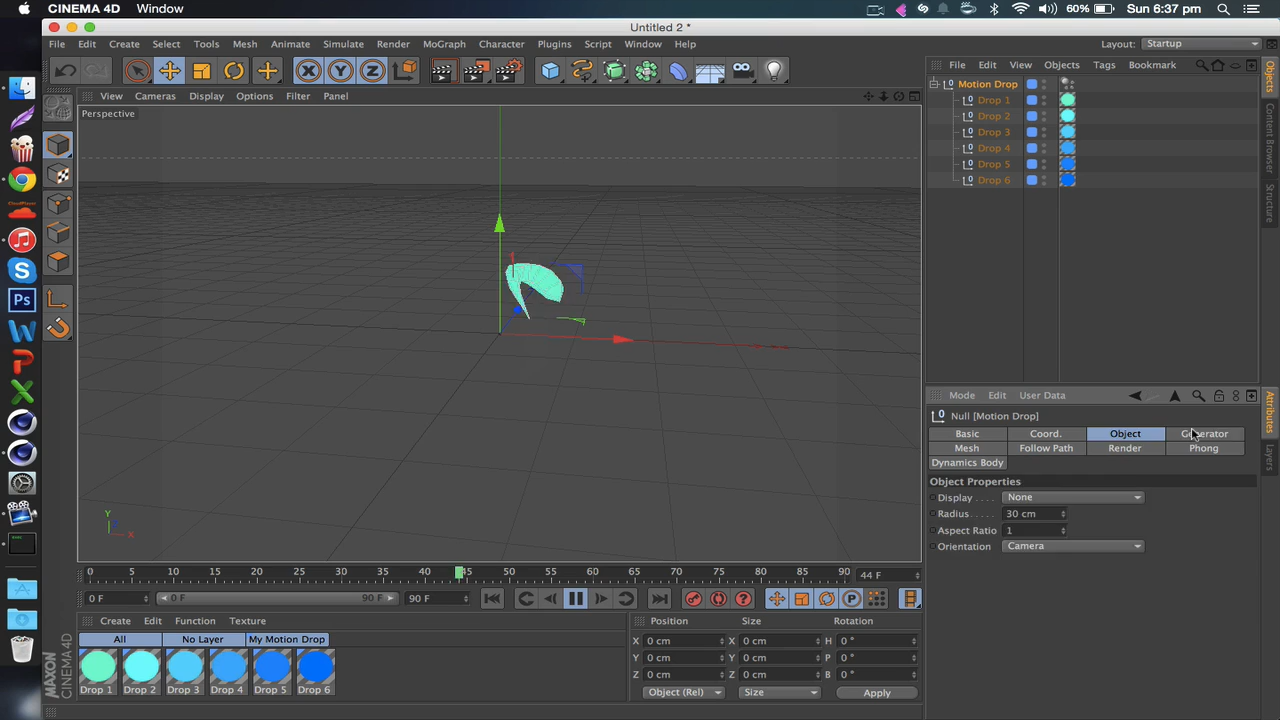 CINEMA 4D Window 60% Sun 6:37 pm
Untitled 2 *
File Edit Create Select Tools Mesh Animate Simulate Render MoGraph Character Plugins Script Window Help Layout: Startup
File Edit View Objects Tags Bookmark
X Y Z
View Cameras Display Options Filter Panel
Perspective
Motion Drop
Drop 1
Drop 2
Drop 3
Drop 4
Drop 5
Drop 6
Objects
Content Browser
Structure
Y
Z
X
Mode Edit User Data
Null [Motion Drop]
Basic Coord. Object Generator
Mesh Follow Path Render Phong
Dynamics Body
Object Properties
Display . . . . None
Radius . . . . . 30 cm
Aspect Ratio 1
Orientation Camera
Attributes
Layers
0 5 10 15 20 25 30 35 40 45 50 55 60 65 70 75 80 85 90 44 F
0 F 0 F 90 F 90 F
Create Edit Function Texture
All No Layer My Motion Drop
Drop 1 Drop 2 Drop 3 Drop 4 Drop 5 Drop 6
Position Size Rotation
X 0 cm X 0 cm H 0 °
Y 0 cm Y 0 cm P 0 °
Z 0 cm Z 0 cm B 0 °
Object (Rel) Size Apply
MAXON
CINEMA 4D
Ps